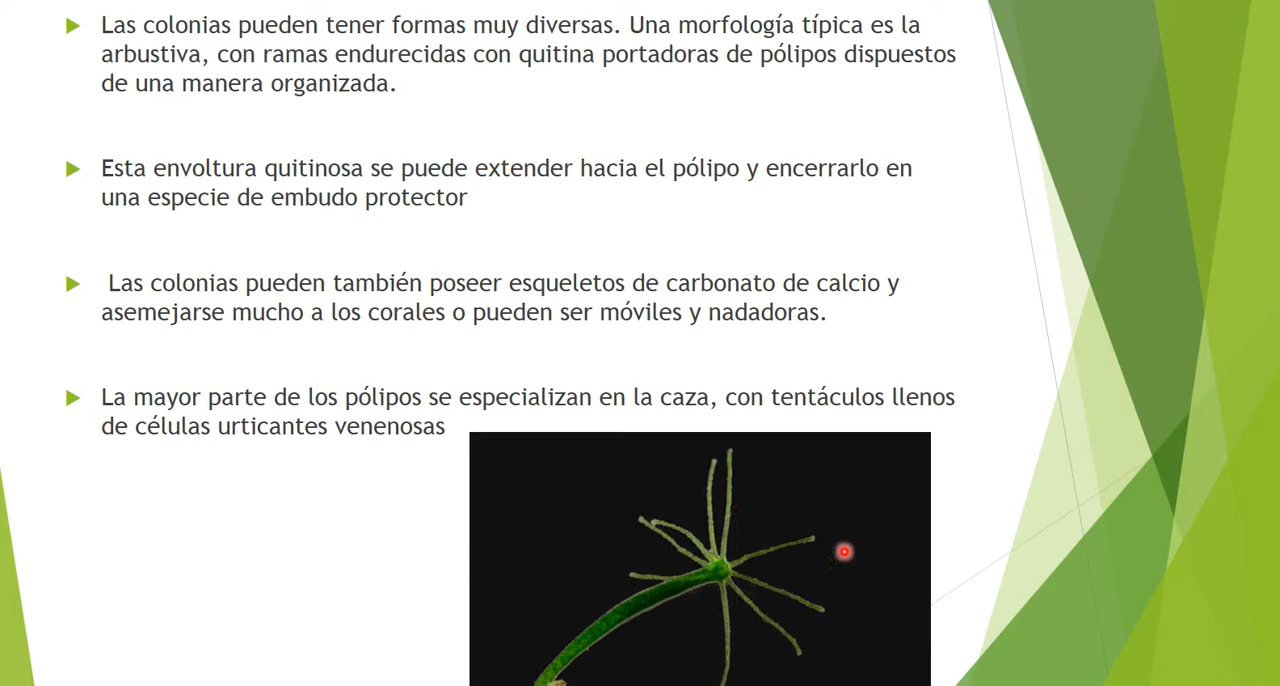 Las colonias pueden tener formas muy diversas. Una morfología típica es la
arbustiva, con ramas endurecidas con quitina portadoras de pólipos dispuestos
de una manera organizada.
Esta envoltura quitinosa se puede extender hacia el pólipo y encerrarlo en
una especie de embudo protector
Las colonias pueden también poseer esqueletos de carbonato de calcio y
asemejarse mucho a los corales o pueden ser móviles y nadadoras.
La mayor parte de los pólipos se especializan en la caza, con tentáculos llenos
de células urticantes venenosas